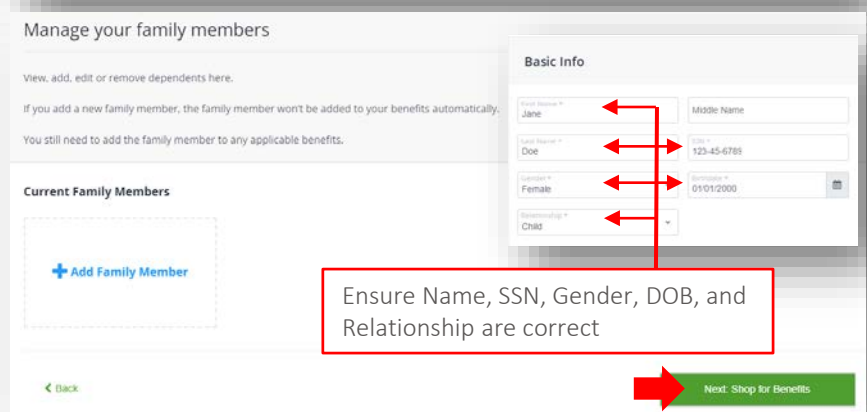 Manage your family members
View, add, edit or remove dependents here.
If you add a new family member, the family member won't be added to your benefits automatically.
You still need to add the family member to any applicable benefits.
Current Family Members
Add Family Member
Basic Info
First Name *
Jane
Middle Name
Last Name *
Doe
SSN *
123-45-6789
Gender *
Female
Birthdate *
01/01/2000
Relationship *
Child
Ensure Name, SSN, Gender, DOB, and
Relationship are correct
Back
Next: Shop for Benefits